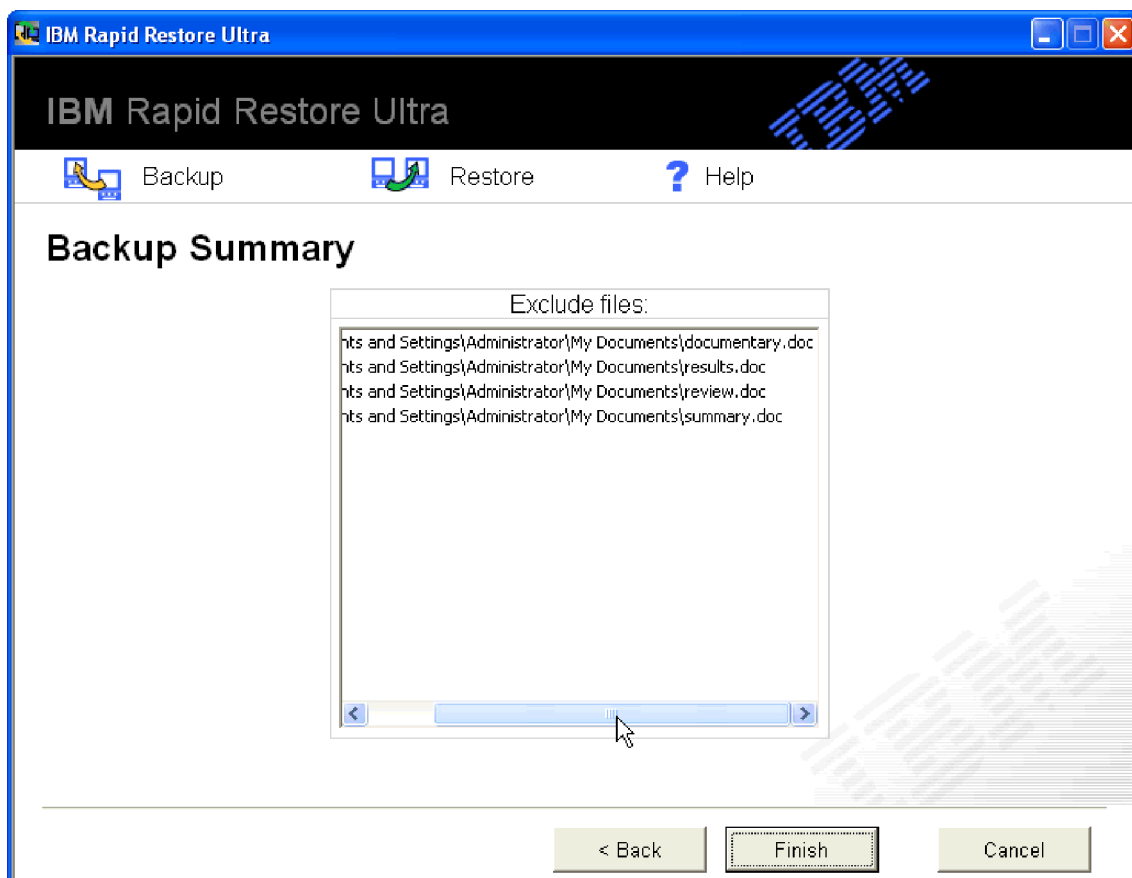 IBM Rapid Restore Ultra
IBM Rapid Restore Ultra
IBM
Backup Restore ? Help
Backup Summary
Exclude files:
nts and Settings\Administrator\My Documents\documentary.doc
nts and Settings\Administrator\My Documents\results.doc
nts and Settings\Administrator\My Documents\review.doc
nts and Settings\Administrator\My Documents\summary.doc
IBM
< Back Finish Cancel